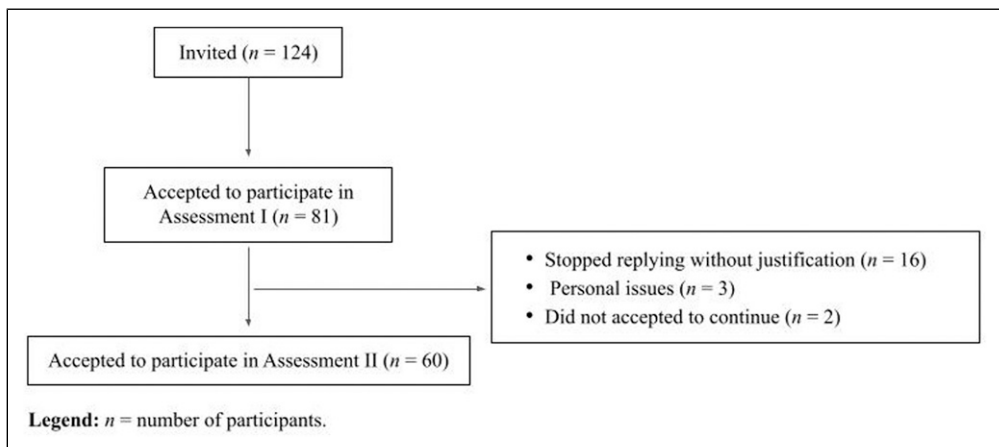 Invited (n = 124)
Accepted to participate in
Assessment I (n = 81)
• Stopped replying without justification (n = 16)
• Personal issues (n = 3)
• Did not accepted to continue (n = 2)
Accepted to participate in Assessment II (n = 60)
Legend: n = number of participants.